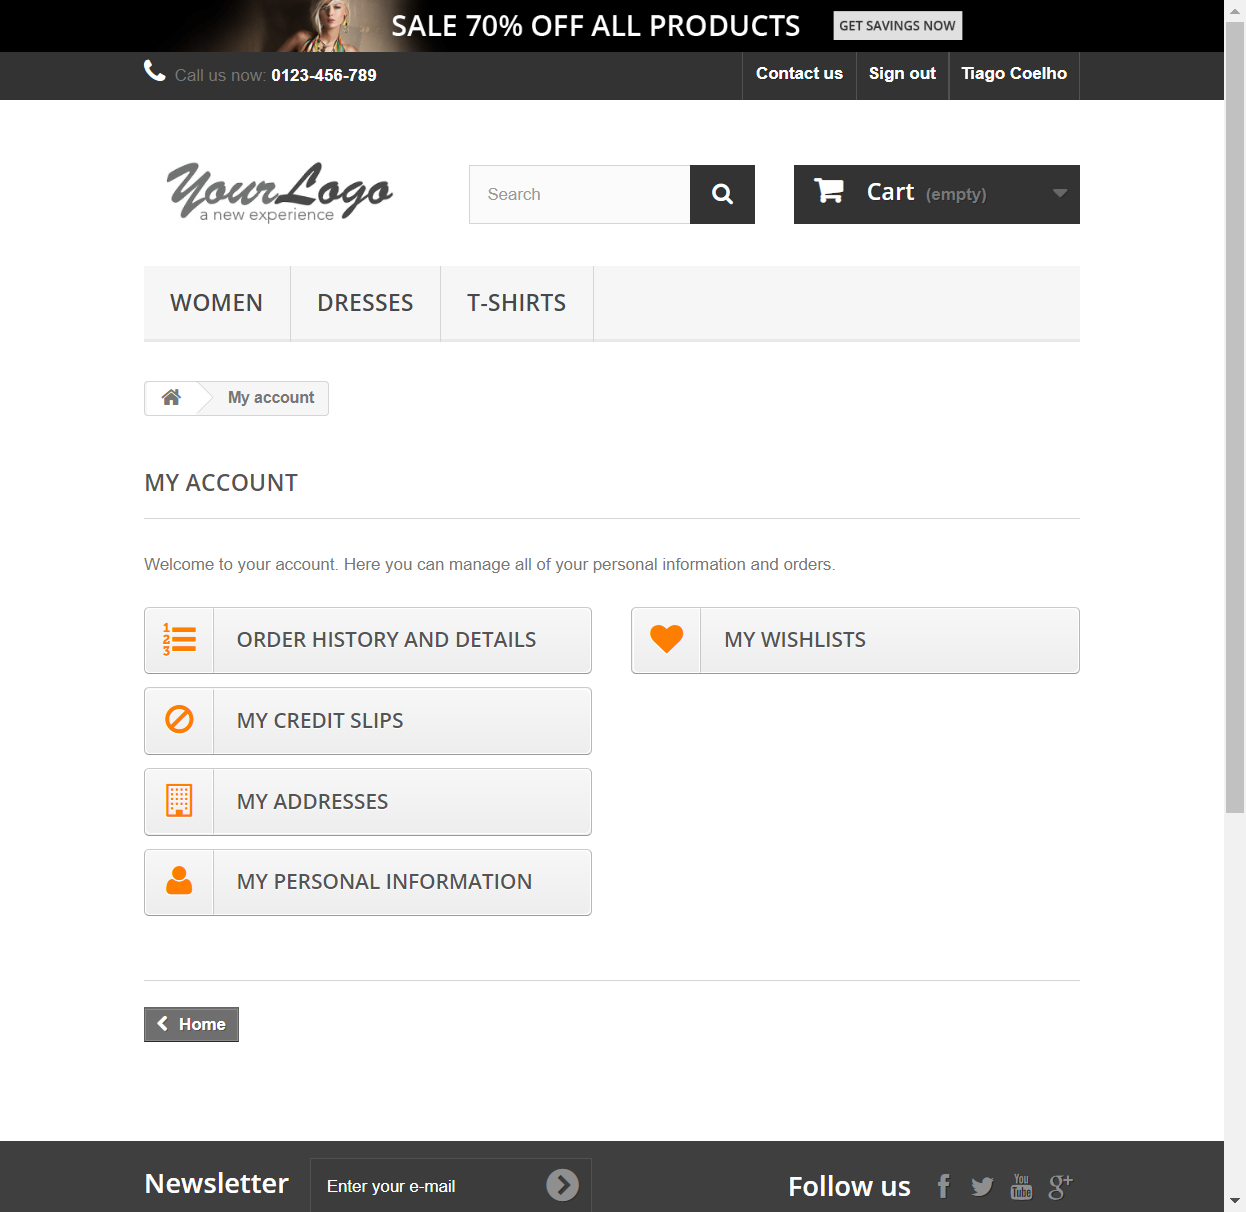 SALE 70% OFF ALL PRODUCTS GET SAVINGS NOW
Call us now: 0123-456-789 Contact us Sign out Tiago Coelho
YourLogo
a new experience
Search
Cart (empty)
WOMEN DRESSES T-SHIRTS
My account
MY ACCOUNT
Welcome to your account. Here you can manage all of your personal information and orders.
1 2 3
ORDER HISTORY AND DETAILS
MY WISHLISTS
MY CREDIT SLIPS
MY ADDRESSES
MY PERSONAL INFORMATION
Home
Newsletter Enter your e-mail Follow us f You Tube g+